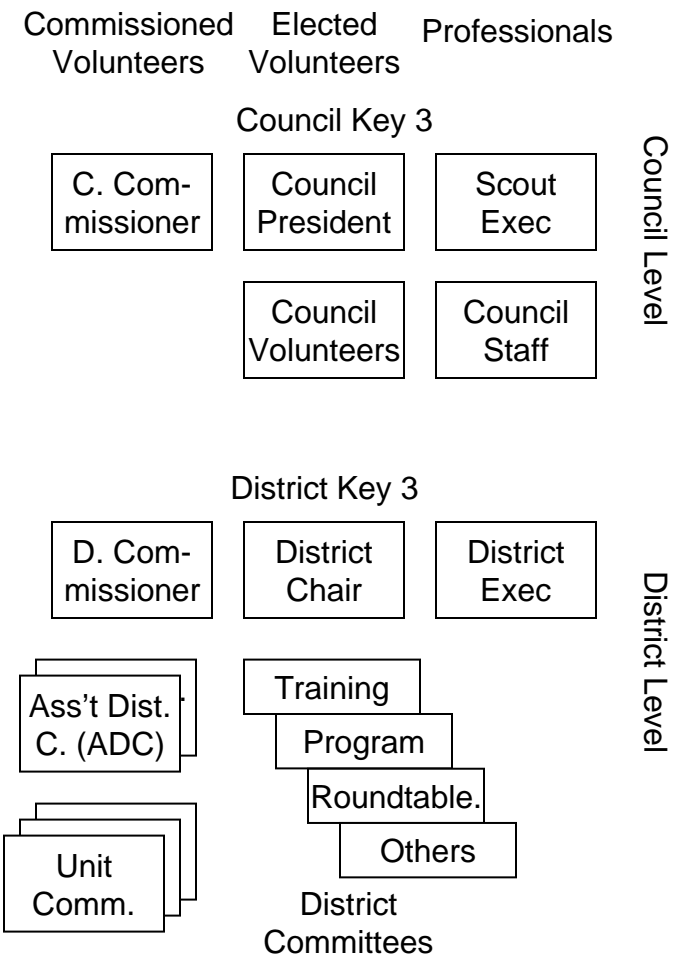 Commissioned
Volunteers
Elected
Volunteers
Professionals
Council Key 3
C. Com-
missioner
Council
President
Scout
Exec
Council
Volunteers
Council
Staff
Council Level
District Key 3
D. Com-
missioner
District
Chair
District
Exec
Ass’t Dist.
C. (ADC)
Training
Program
Roundtable.
Others
Unit
Comm.
District
Committees
District Level